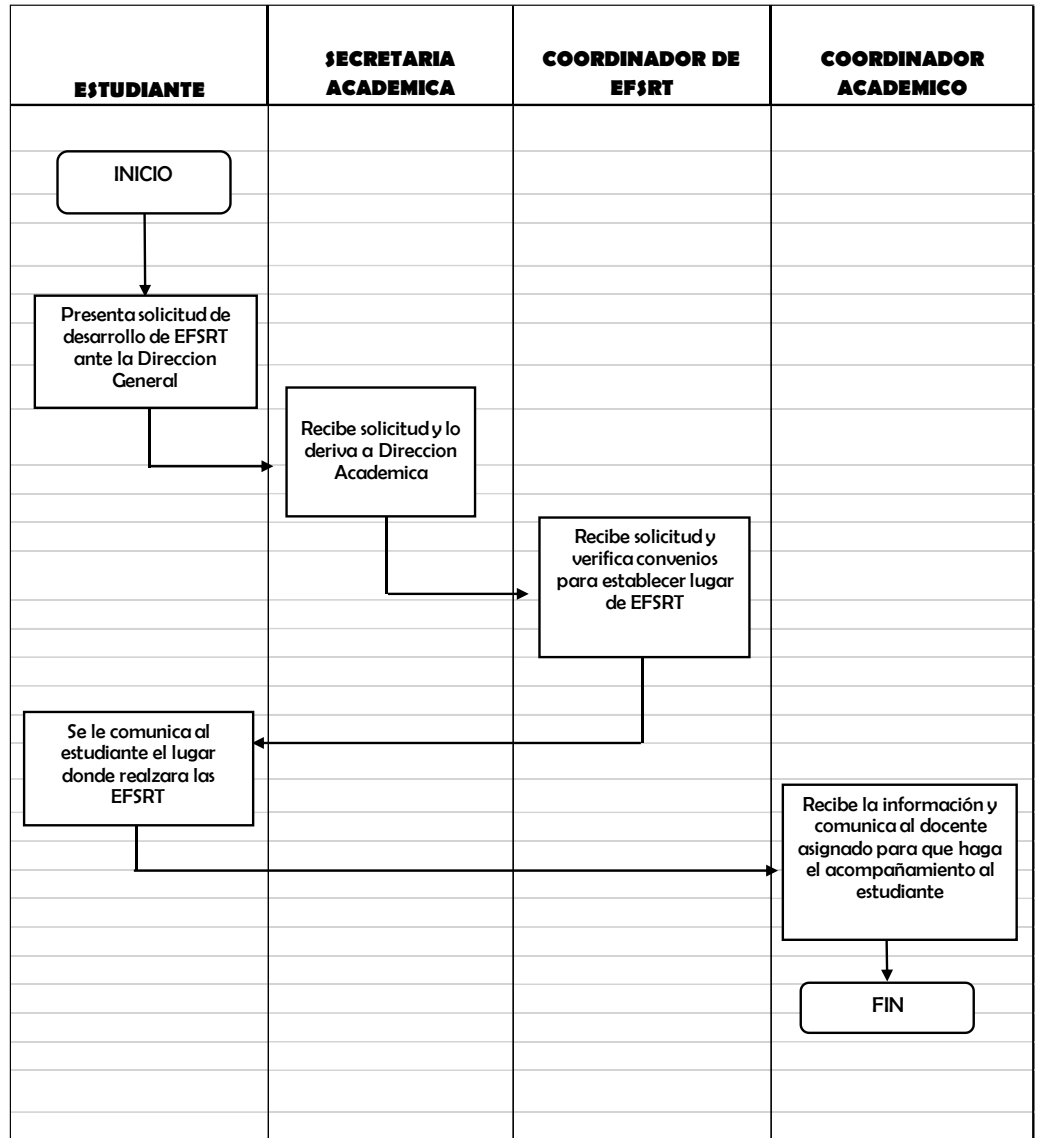 ESTUDIANTE
SECRETARIA
ACADEMICA
COORDINADOR DE
EFSRT
COORDINADOR
ACADEMICO
INICIO
Presenta solicitud de
desarrollo de EFSRT
ante la Direccion
General
Recibe solicitud y lo
deriva a Direccion
Academica
Recibe solicitud y
verifica convenios
para establecer lugar
de EFSRT
Se le comunica al
estudiante el lugar
donde realzara las
EFSRT
Recibe la información y
comunica al docente
asignado para que haga
el acompañamiento al
estudiante
FIN